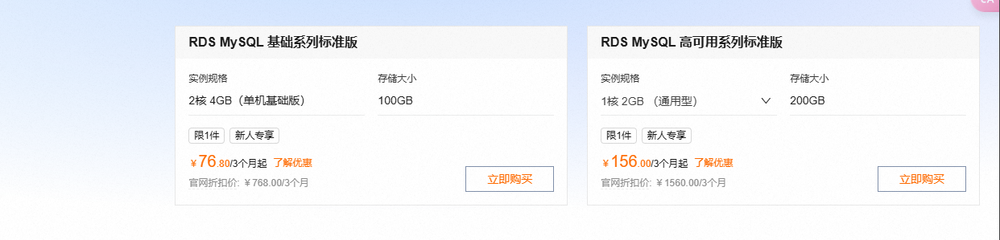 RDS MySQL 基础系列标准版
实例规格
存储大小
2核 4GB（单机基础版）
100GB
限1件
新人专享
￥76.80/3个月起 了解优惠
官网折扣价: ￥768.00/3个月
立即购买
RDS MySQL 高可用系列标准版
实例规格
存储大小
1核 2GB （通用型）
200GB
限1件
新人专享
￥156.00/3个月起 了解优惠
官网折扣价: ￥1560.00/3个月
立即购买